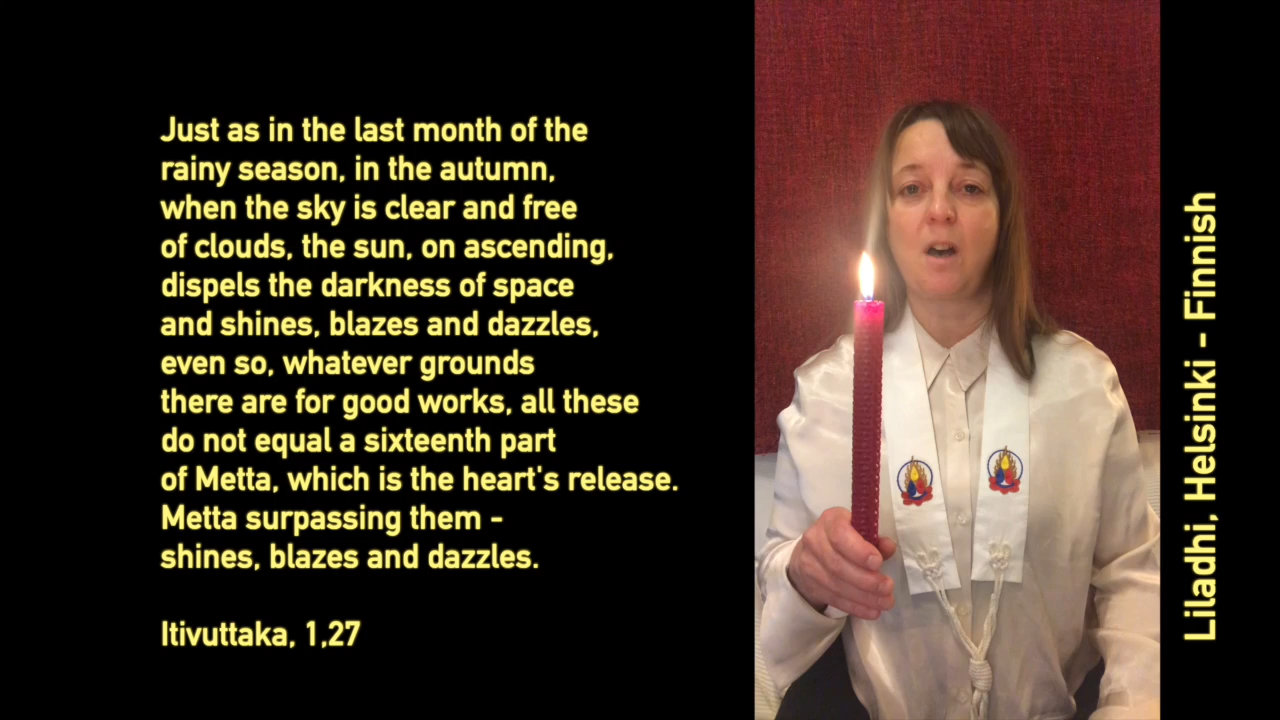 Just as in the last month of the
rainy season, in the autumn,
when the sky is clear and free
of clouds, the sun, on ascending,
dispels the darkness of space
and shines, blazes and dazzles,
even so, whatever grounds
there are for good works, all these
do not equal a sixteenth part
of Metta, which is the heart's release.
Metta surpassing them -
shines, blazes and dazzles.
Itivuttaka, 1,27
Liladhi, Helsinki - Finnish